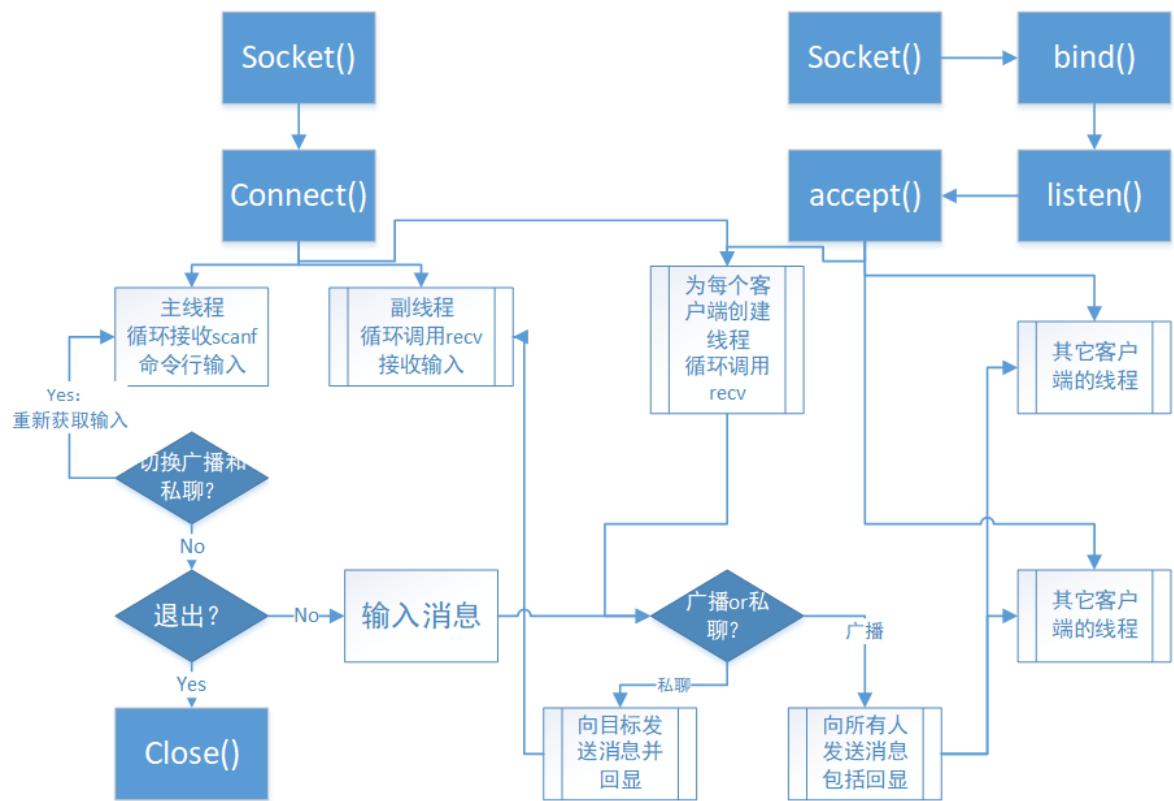 Socket()
Socket()
bind()
Connect()
accept()
listen()
主线程
循环接收scanf
命令行输入
副线程
循环调用recv
接收输入
为每个客
户端创建
线程
循环调用
recv
其它客户
端的线程
Yes:
重新获取输入
切换广播和
私聊?
No
退出?
No
输入消息
广播or私
聊?
广播
其它客户
端的线程
Yes
私聊
Close()
向目标发
送消息并
回显
向所有人
发送消息
包括回显